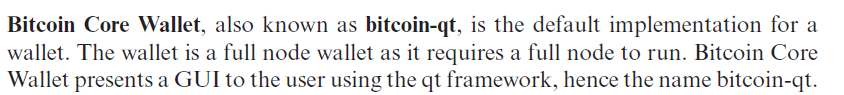 Bitcoin Core Wallet, also known as bitcoin-qt, is the default implementation for a
wallet. The wallet is a full node wallet as it requires a full node to run. Bitcoin Core
Wallet presents a GUI to the user using the qt framework, hence the name bitcoin-qt.